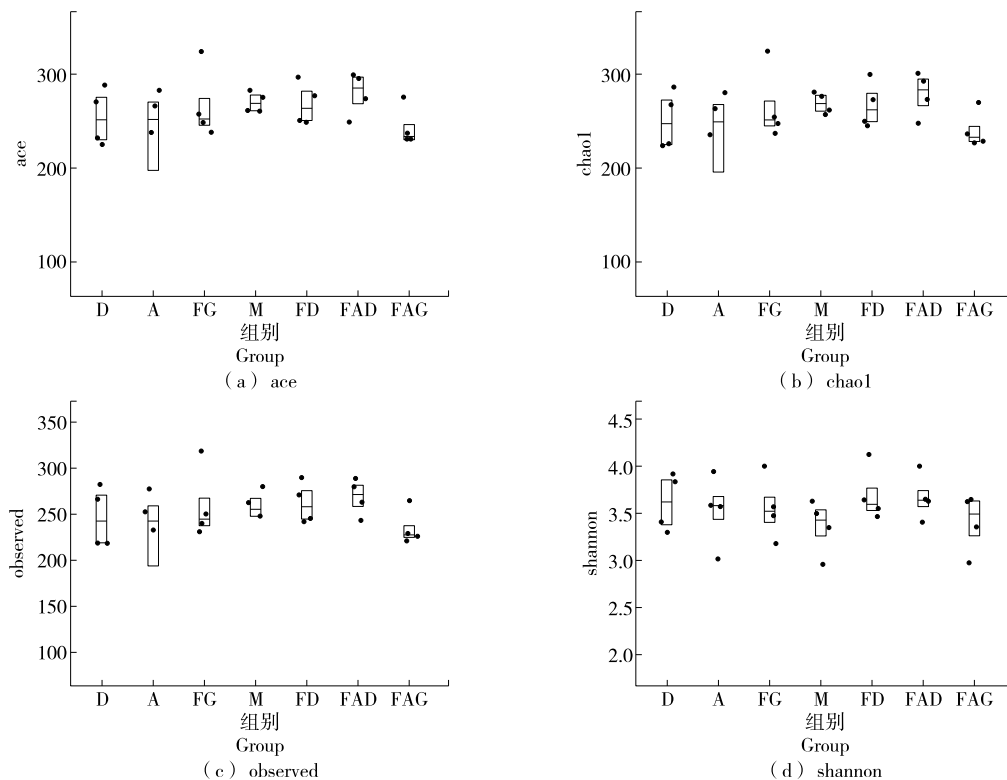 300
200
100
ace
D A FG M FD FAD FAG
组别
Group
( a ) ace
300
200
100
chao1
D A FG M FD FAD FAG
组别
Group
( b ) chao1
350
300
250
200
150
100
observed
D A FG M FD FAD FAG
组别
Group
( c ) observed
4.5
4.0
3.5
3.0
2.5
2.0
shannon
D A FG M FD FAD FAG
组别
Group
( d ) shannon